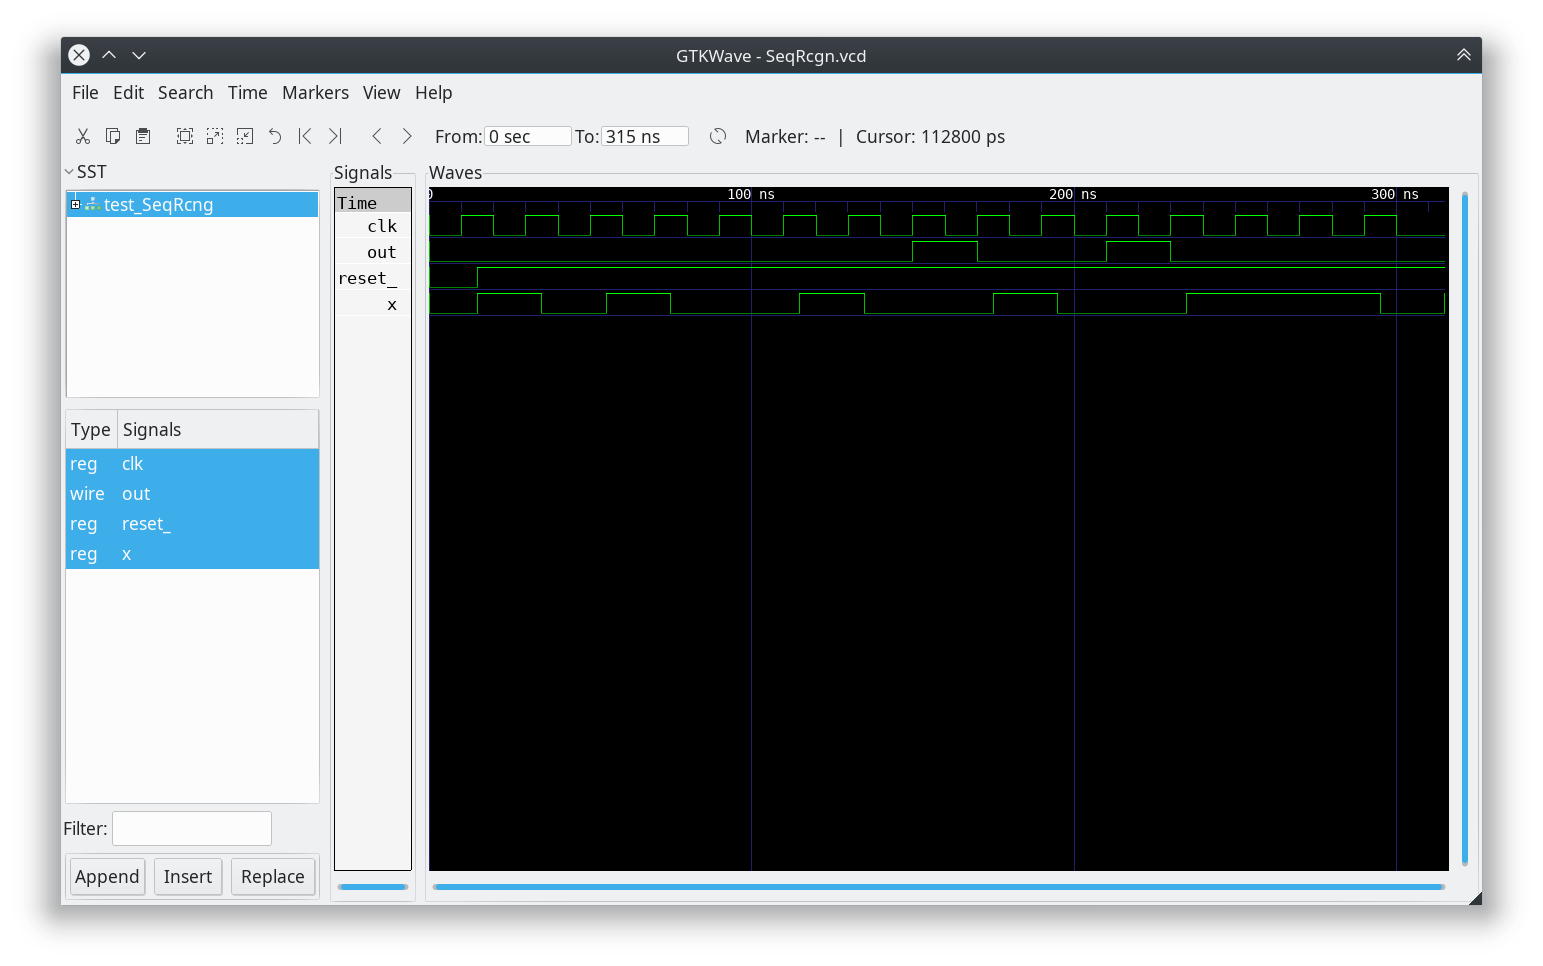 GTKWave - SeqRcgn.vcd
File Edit Search Time Markers View Help
From: 0 sec To: 315 ns Marker: -- | Cursor: 112800 ps
SST
test_SeqRcng
Type Signals
reg clk
wire out
reg reset_
reg x
Filter:
Append Insert Replace
Signals
Time
clk
out
reset_
x
Waves
0 100 ns 200 ns 300 ns